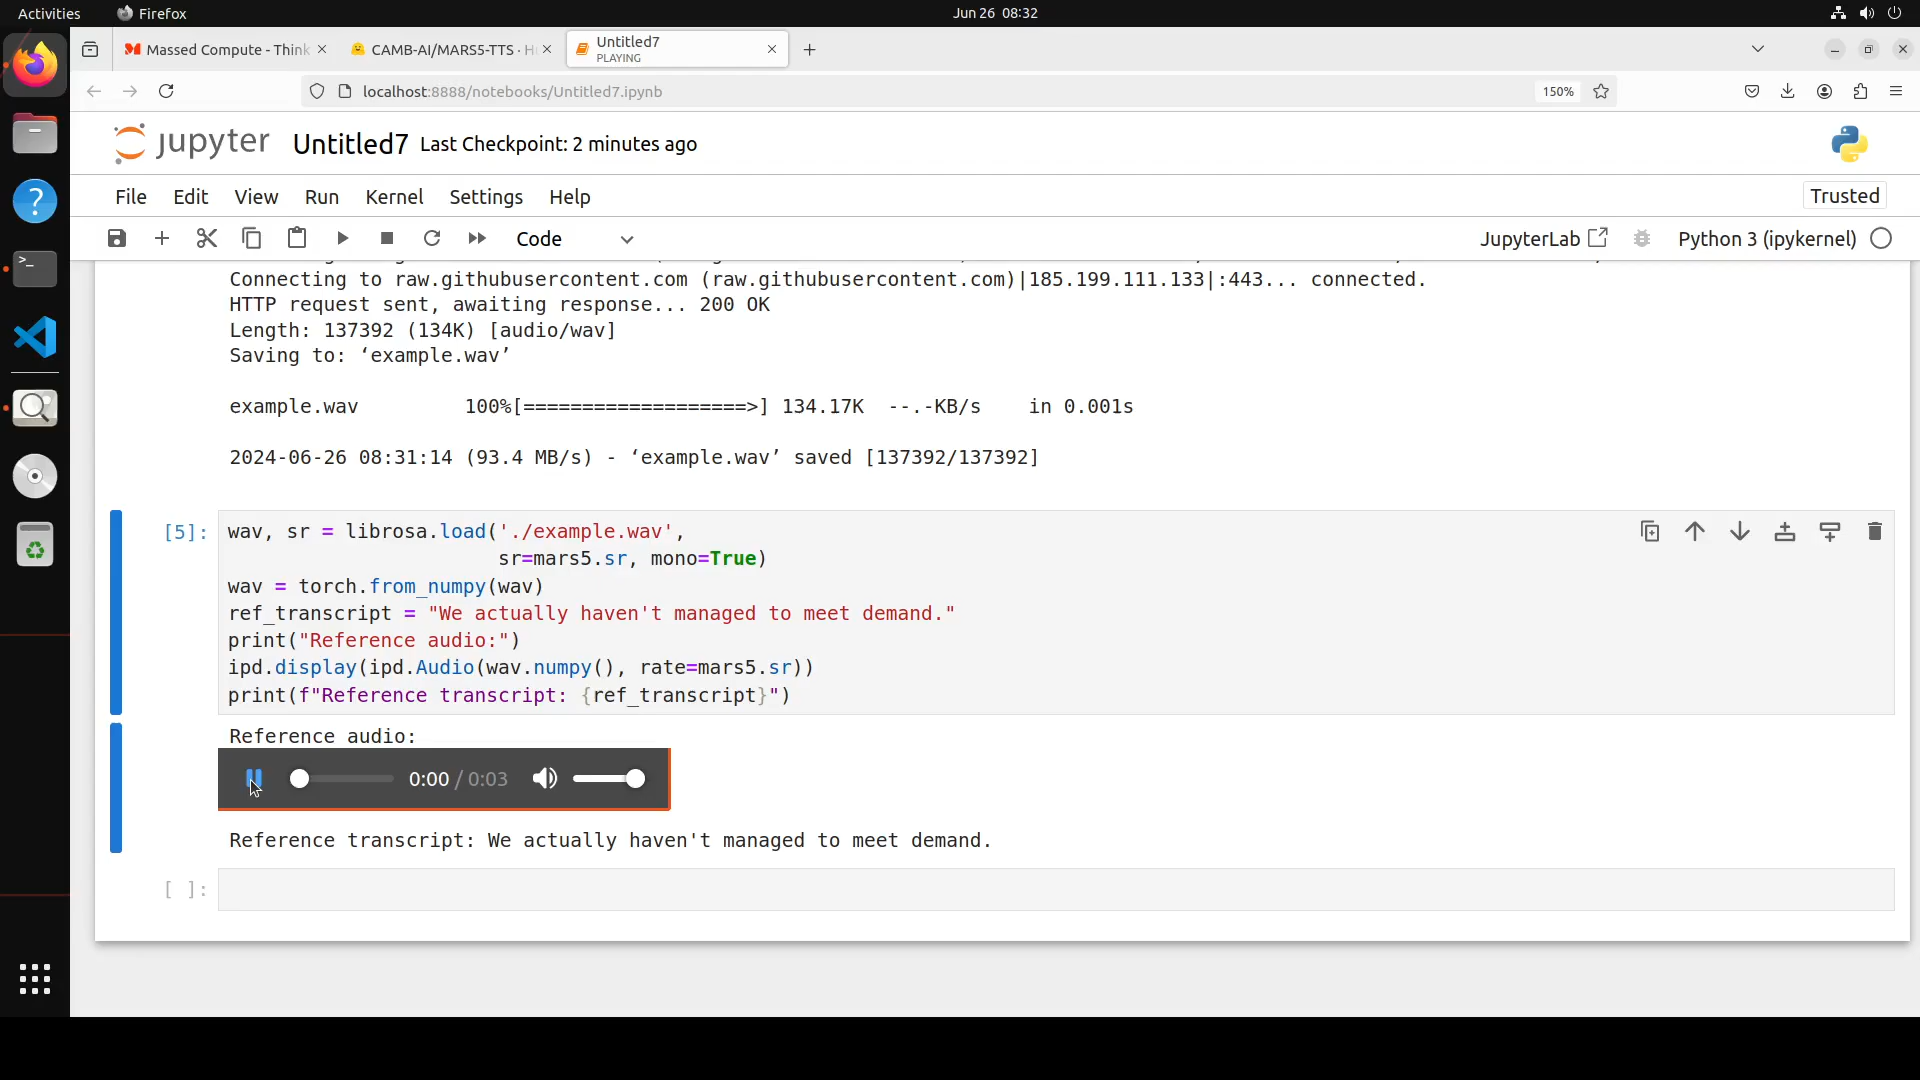 Activities
Firefox
Jun 26 08:32
Massed Compute - Think
CAMB-AI/MARS5-TTS · H
Untitled7
PLAYING
localhost:8888/notebooks/Untitled7.ipynb
150%
jupyter
Untitled7
Last Checkpoint: 2 minutes ago
File
Edit
View
Run
Kernel
Settings
Help
Trusted
Code
JupyterLab
Python 3 (ipykernel)
Connecting to raw.githubusercontent.com (raw.githubusercontent.com)|185.199.111.133|:443... connected.
HTTP request sent, awaiting response... 200 OK
Length: 137392 (134K) [audio/wav]
Saving to: ‘example.wav’
example.wav 100%[===================>] 134.17K --.-KB/s in 0.001s
2024-06-26 08:31:14 (93.4 MB/s) - ‘example.wav’ saved [137392/137392]
[5]:
wav, sr = librosa.load('./example.wav',
sr=mars5.sr, mono=True)
wav = torch.from_numpy(wav)
ref_transcript = "We actually haven't managed to meet demand."
print("Reference audio:")
ipd.display(ipd.Audio(wav.numpy(), rate=mars5.sr))
print(f"Reference transcript: {ref_transcript}")
Reference audio:
0:00 / 0:03
Reference transcript: We actually haven't managed to meet demand.
[ ]: